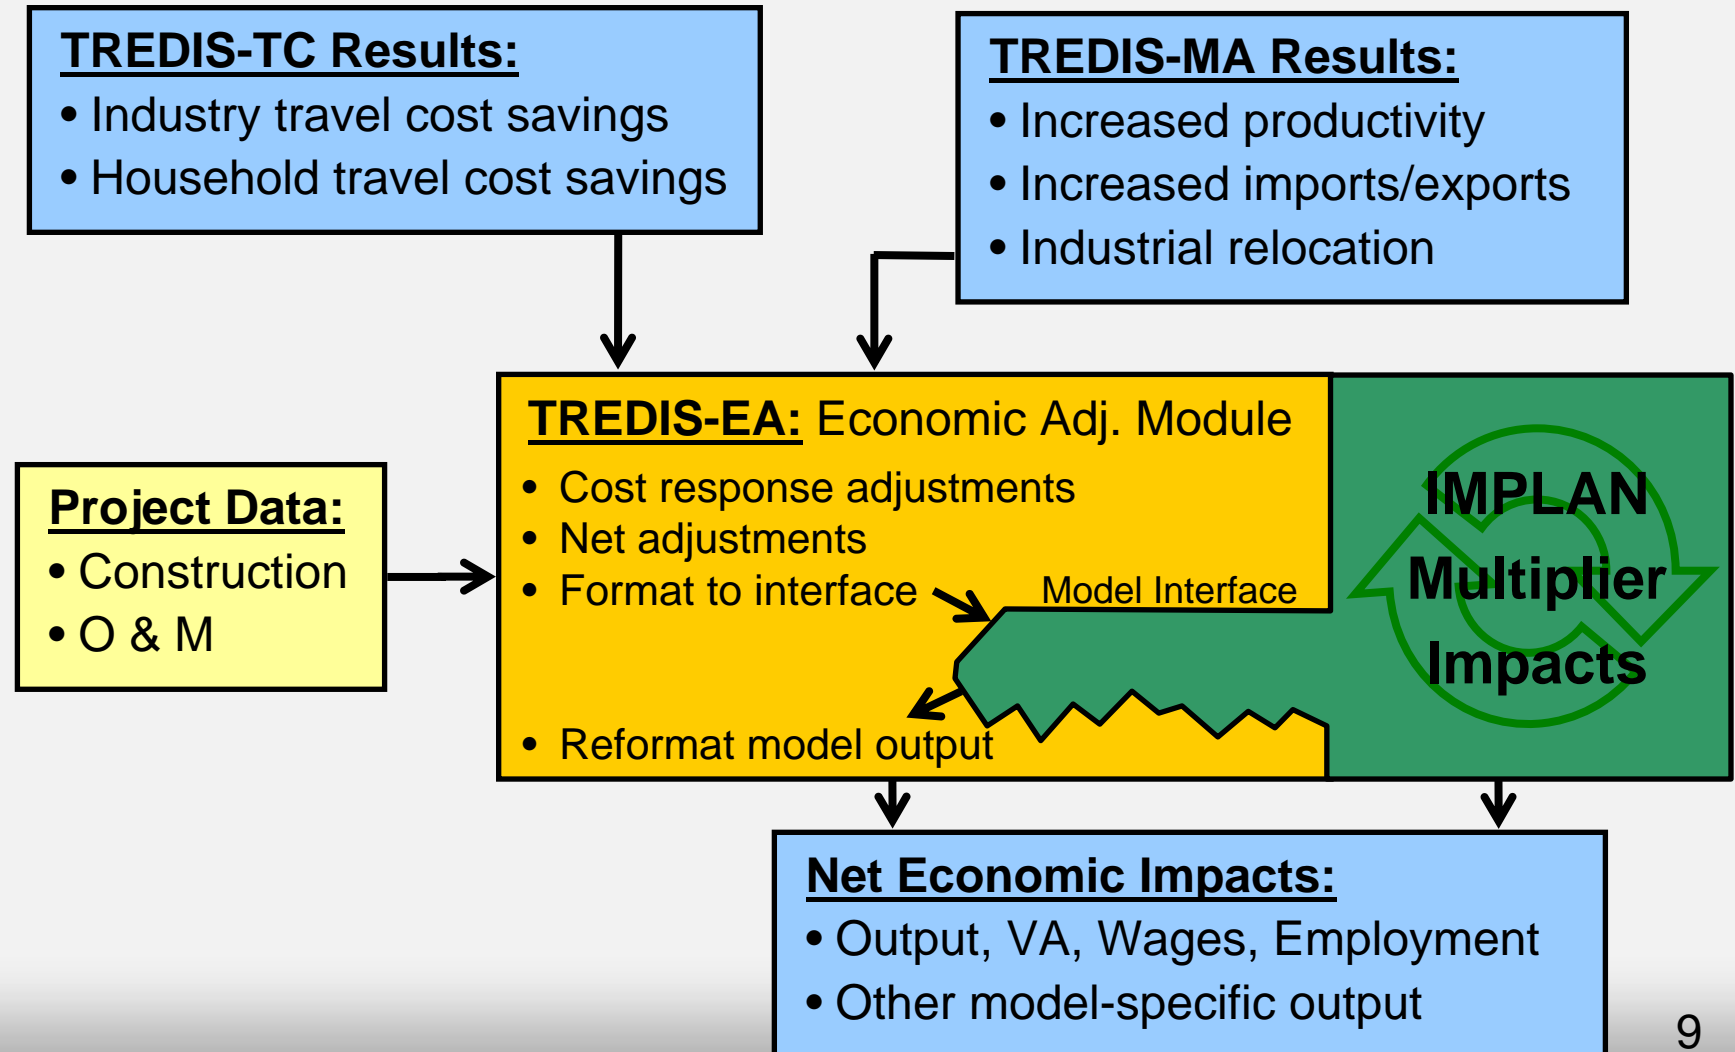 TREDIS-TC Results:
• Industry travel cost savings
• Household travel cost savings
TREDIS-MA Results:
• Increased productivity
• Increased imports/exports
• Industrial relocation
Project Data:
• Construction
• O & M
TREDIS-EA: Economic Adj. Module
• Cost response adjustments
• Net adjustments
• Format to interface
Model Interface
• Reformat model output
IMPLAN
Multiplier
Impacts
Net Economic Impacts:
• Output, VA, Wages, Employment
• Other model-specific output
9